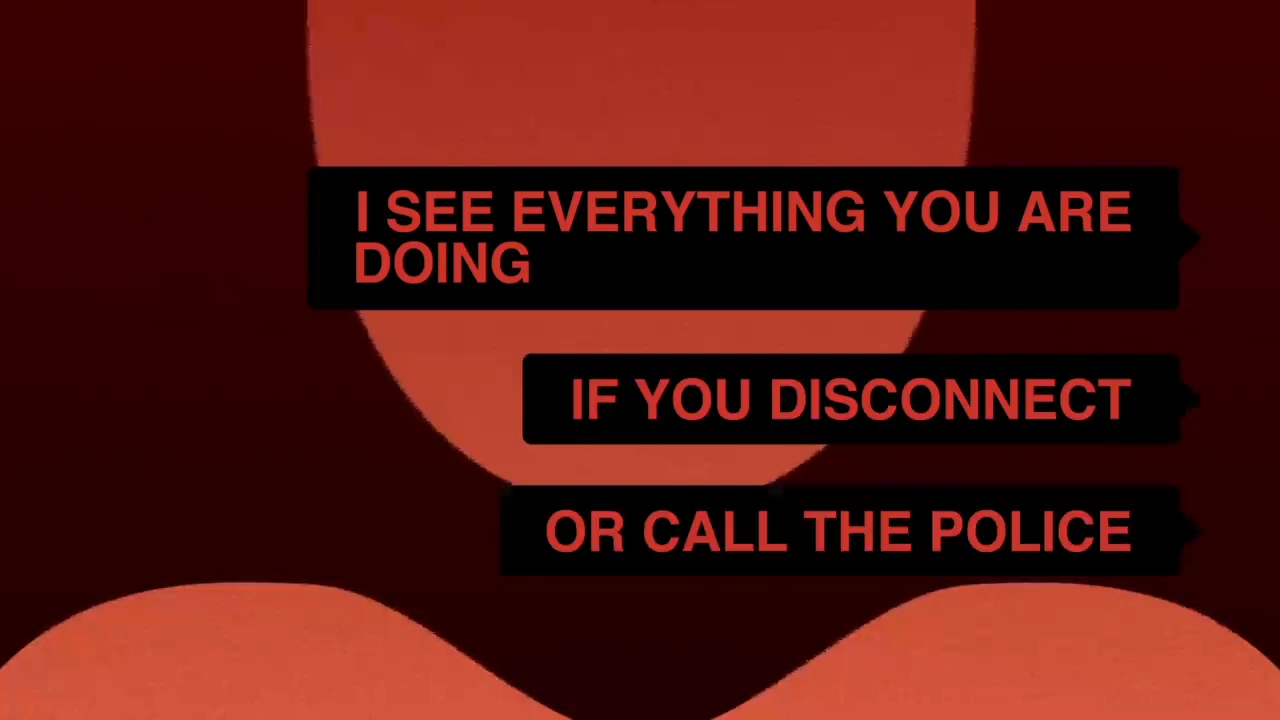 I SEE EVERYTHING YOU ARE
DOING
IF YOU DISCONNECT
OR CALL THE POLICE